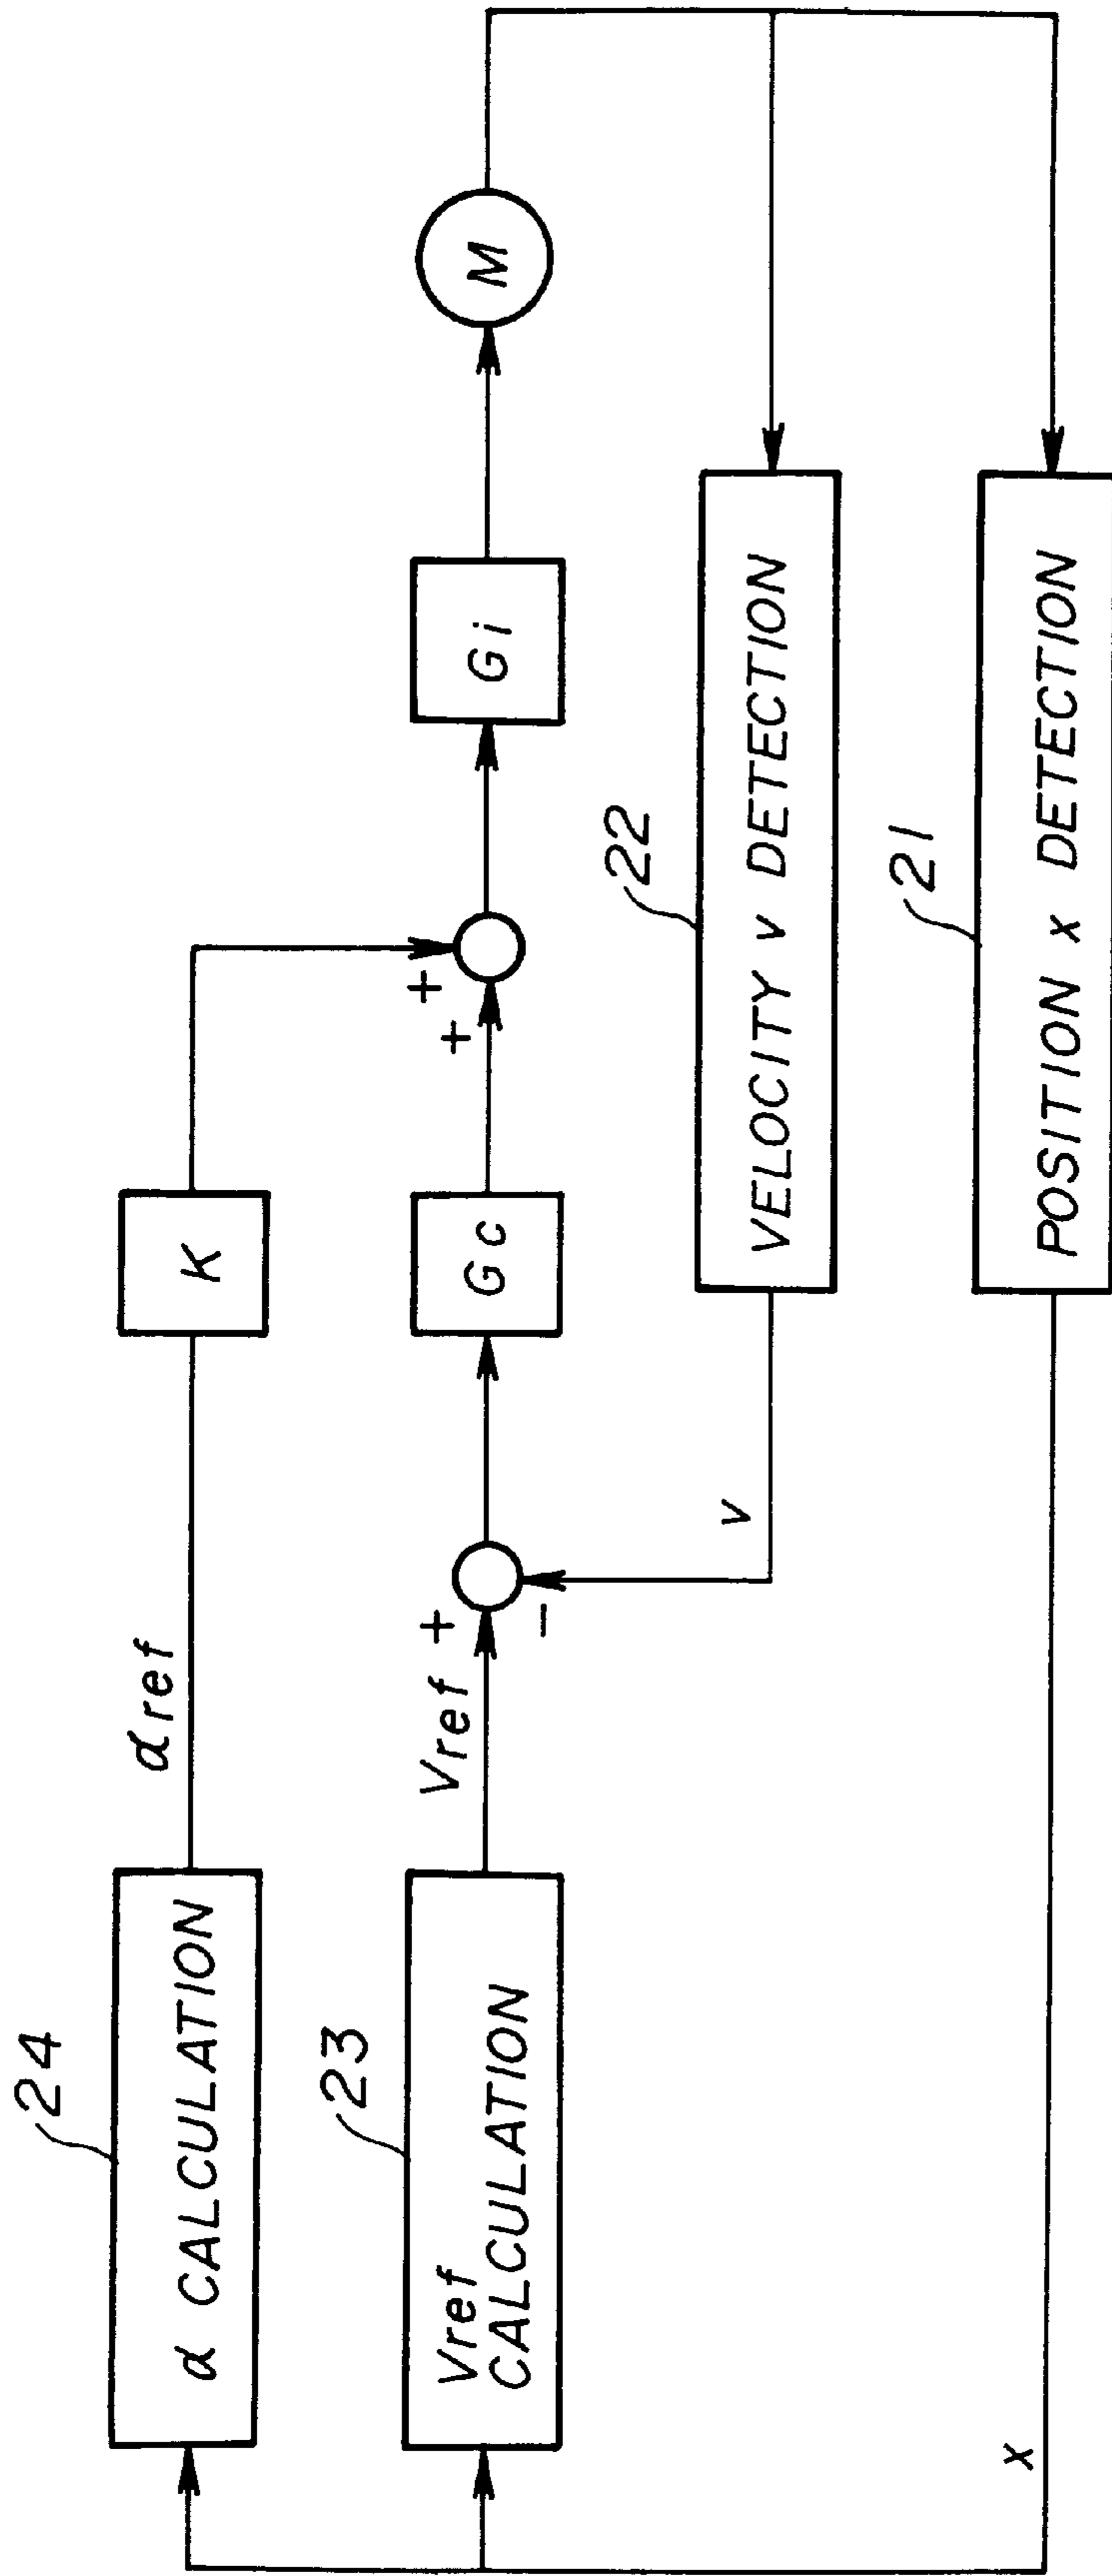 24
α CALCULATION
αref
K
23
Vref
CALCULATION
Vref
+
-
Gc
+
+
Gi
M
v
22
VELOCITY v DETECTION
21
POSITION x DETECTION
x